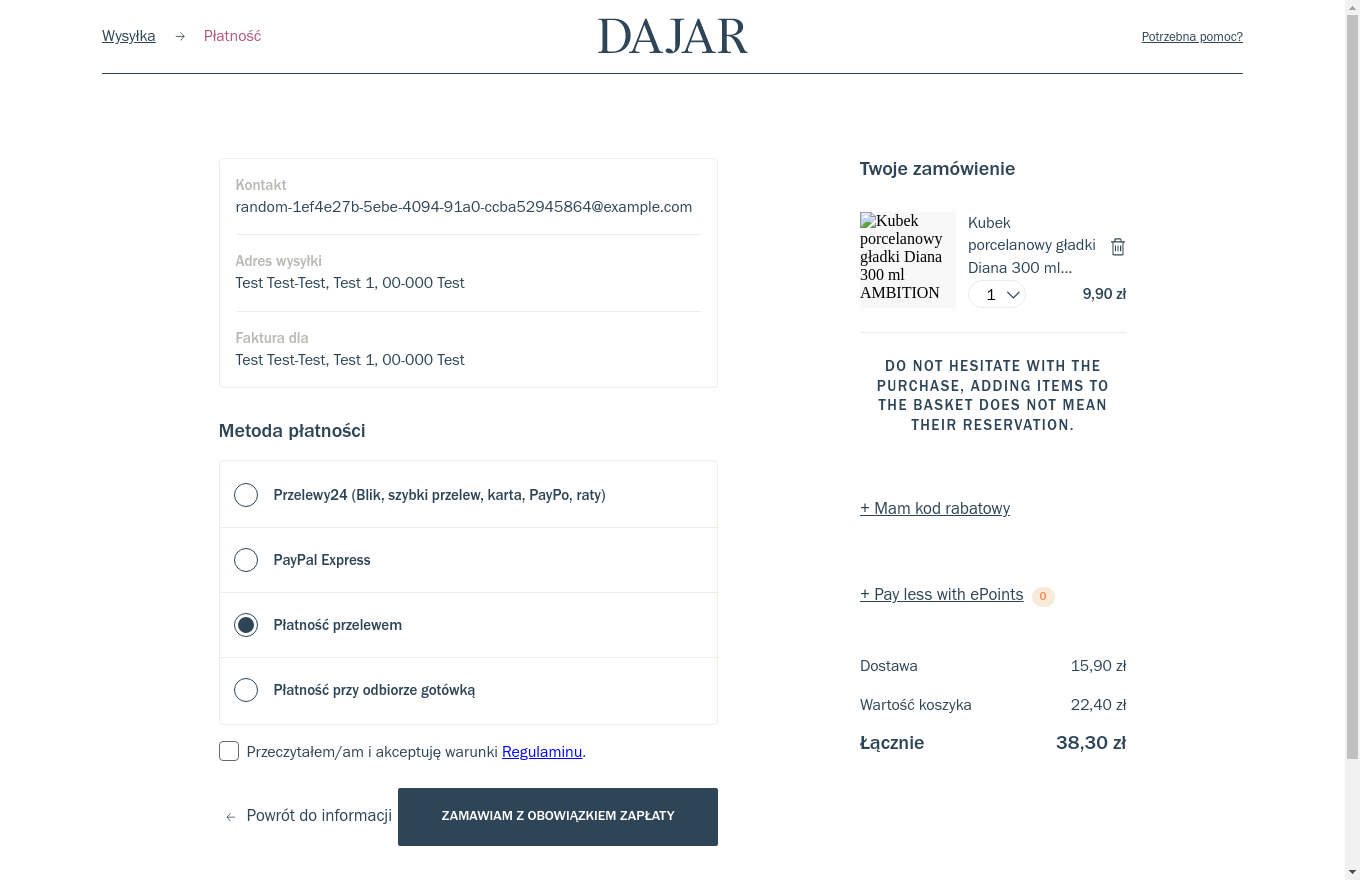 Wysyłka → Płatność
DAJAR
Potrzebna pomoc?
Kontakt
random-1ef4e27b-5ebe-4094-91a0-ccba52945864@example.com
Adres wysyłki
Test Test-Test, Test 1, 00-000 Test
Faktura dla
Test Test-Test, Test 1, 00-000 Test
Metoda płatności
Przelewy24 (Blik, szybki przelew, karta, PayPo, raty)
PayPal Express
Płatność przelewem
Płatność przy odbiorze gotówką
Przeczytałem/am i akceptuję warunki Regulaminu.
← Powrót do informacji
ZAMAWIAM Z OBOWIĄZKIEM ZAPŁATY
Twoje zamówienie
Kubek
porcelanowy
gładki Diana
300 ml
AMBITION
Kubek
porcelanowy gładki
Diana 300 ml...
1
9,90 zł
DO NOT HESITATE WITH THE
PURCHASE, ADDING ITEMS TO
THE BASKET DOES NOT MEAN
THEIR RESERVATION.
+ Mam kod rabatowy
+ Pay less with ePoints 0
Dostawa 15,90 zł
Wartość koszyka 22,40 zł
Łącznie 38,30 zł